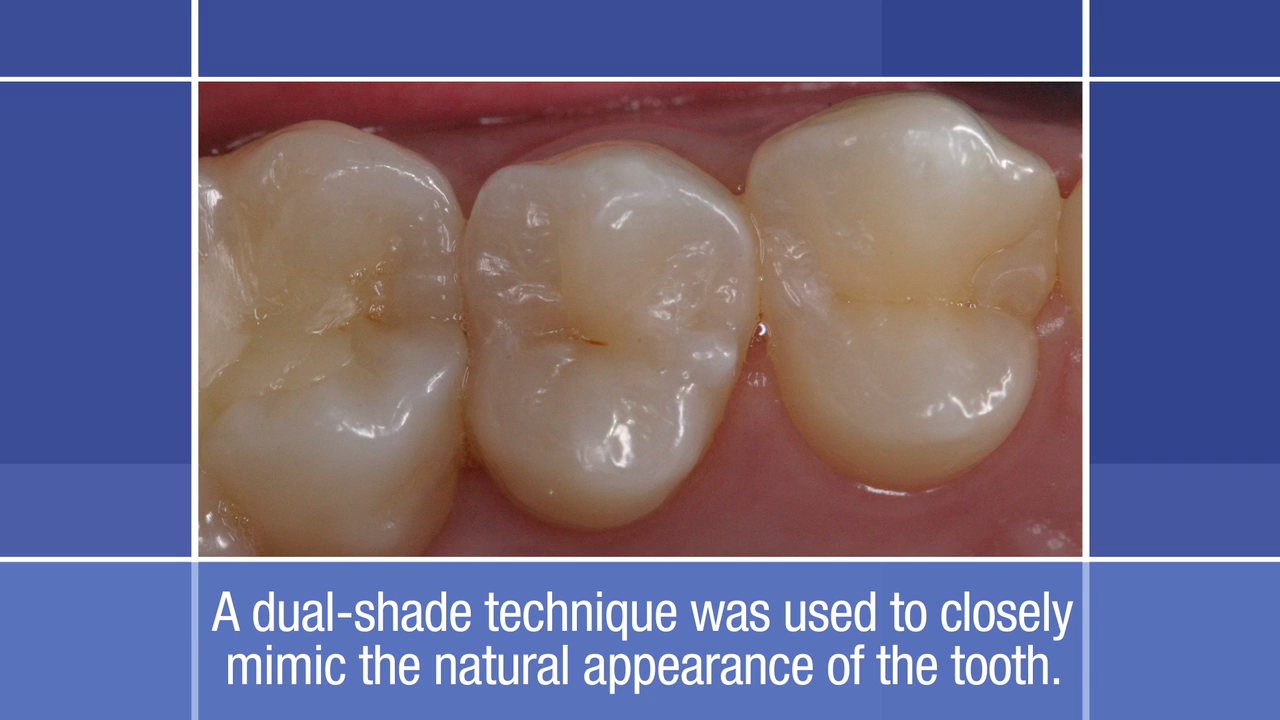 A dual-shade technique was used to closely
mimic the natural appearance of the tooth.